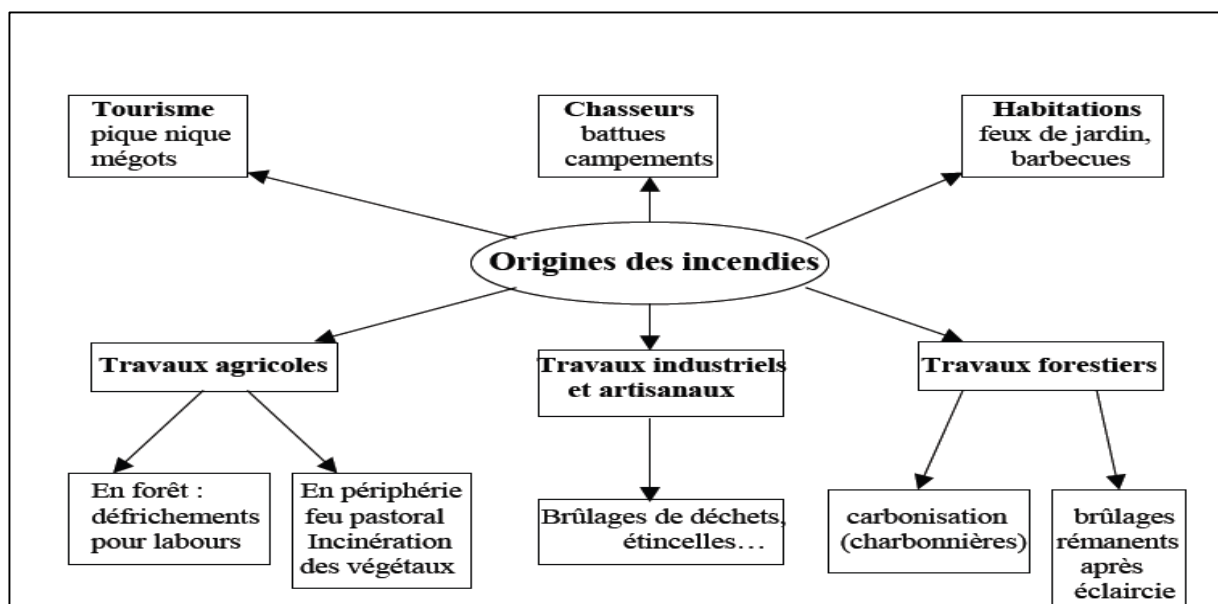 Tourisme
pique nique
mégots
Chasseurs
battues
campements
Habitations
feux de jardin,
barbecues
Origines des incendies
Travaux agricoles
Travaux industriels
et artisanaux
Travaux forestiers
En forêt :
défrichements
pour labours
En périphérie
feu pastoral
Incinération
des végétaux
Brûlages de déchets,
étincelles…
carbonisation
(charbonnières)
brûlages
rémanents
après
éclaircie